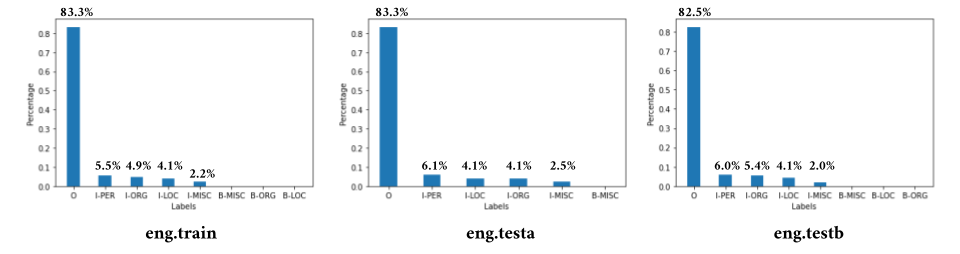 83.3%
Percentage
0.8
0.7
0.6
0.5
0.4
0.3
0.2
0.1
0.0
5.5% 4.9% 4.1% 2.2%
O I-PER I-ORG I-LOC I-MISC B-MISC B-ORG B-LOC
Labels
eng.train
83.3%
Percentage
0.8
0.7
0.6
0.5
0.4
0.3
0.2
0.1
0.0
6.1% 4.1% 4.1% 2.5%
O I-PER I-LOC I-ORG I-MISC B-MISC
Labels
eng.testa
82.5%
Percentage
0.8
0.7
0.6
0.5
0.4
0.3
0.2
0.1
0.0
6.0% 5.4% 4.1% 2.0%
O I-PER I-ORG I-LOC I-MISC B-MISC B-LOC B-ORG
Labels
eng.testb